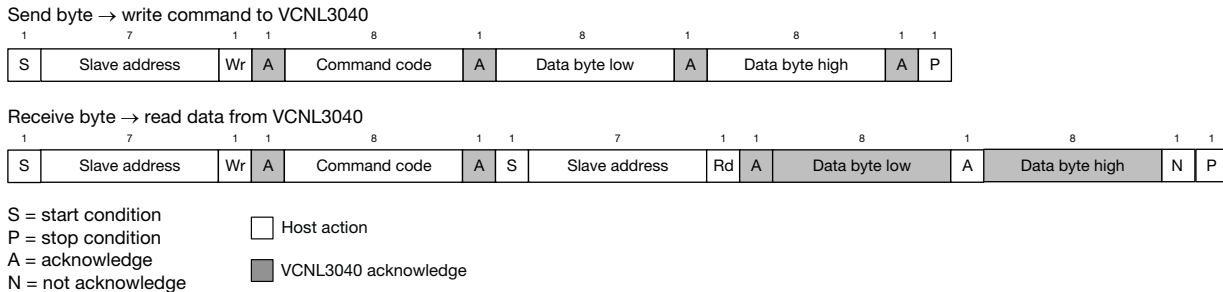 Send byte → write command to VCNL3040
1 7 1 1 8 1 8 1 8 1 1
S Slave address Wr A Command code A Data byte low A Data byte high A P
Receive byte → read data from VCNL3040
1 7 1 1 8 1 1 7 1 1 8 1 8 1 1
S Slave address Wr A Command code A S Slave address Rd A Data byte low A Data byte high N P
S = start condition
P = stop condition
A = acknowledge
N = not acknowledge
Host action
VCNL3040 acknowledge